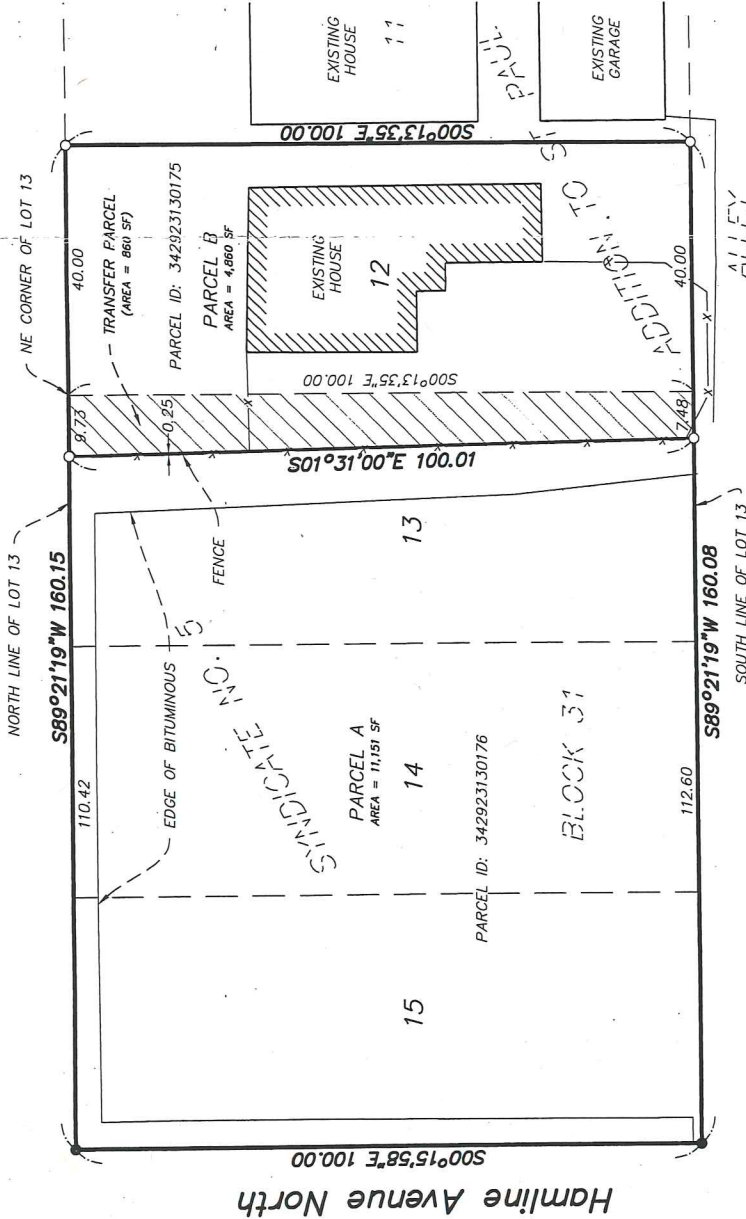 NORTH LINE OF LOT 13
NE CORNER OF LOT 13
S89°21'19"W 160.15
110.42
9.73
40.00
TRANSFER PARCEL
(AREA = 860 SF)
PARCEL ID: 342923130175
PARCEL B
AREA = 4,860 SF
0.25
EDGE OF BITUMINOUS
FENCE
S01°31'00"E 100.01
S00°13'35"E 100.00
S00°13'35"E 100.00
EXISTING
HOUSE
12
EXISTING
HOUSE
11
EXISTING
GARAGE
SYNDICATE NO. 5
ADDITION TO ST PAUL
PARCEL A
AREA = 11,151 SF
13
14
15
PARCEL ID: 342923130176
BLOCK 31
112.60
7.48
40.00
S89°21'19"W 160.08
SOUTH LINE OF LOT 13
ALLEY
S00°15'58"E 100.00
Hamline Avenue North